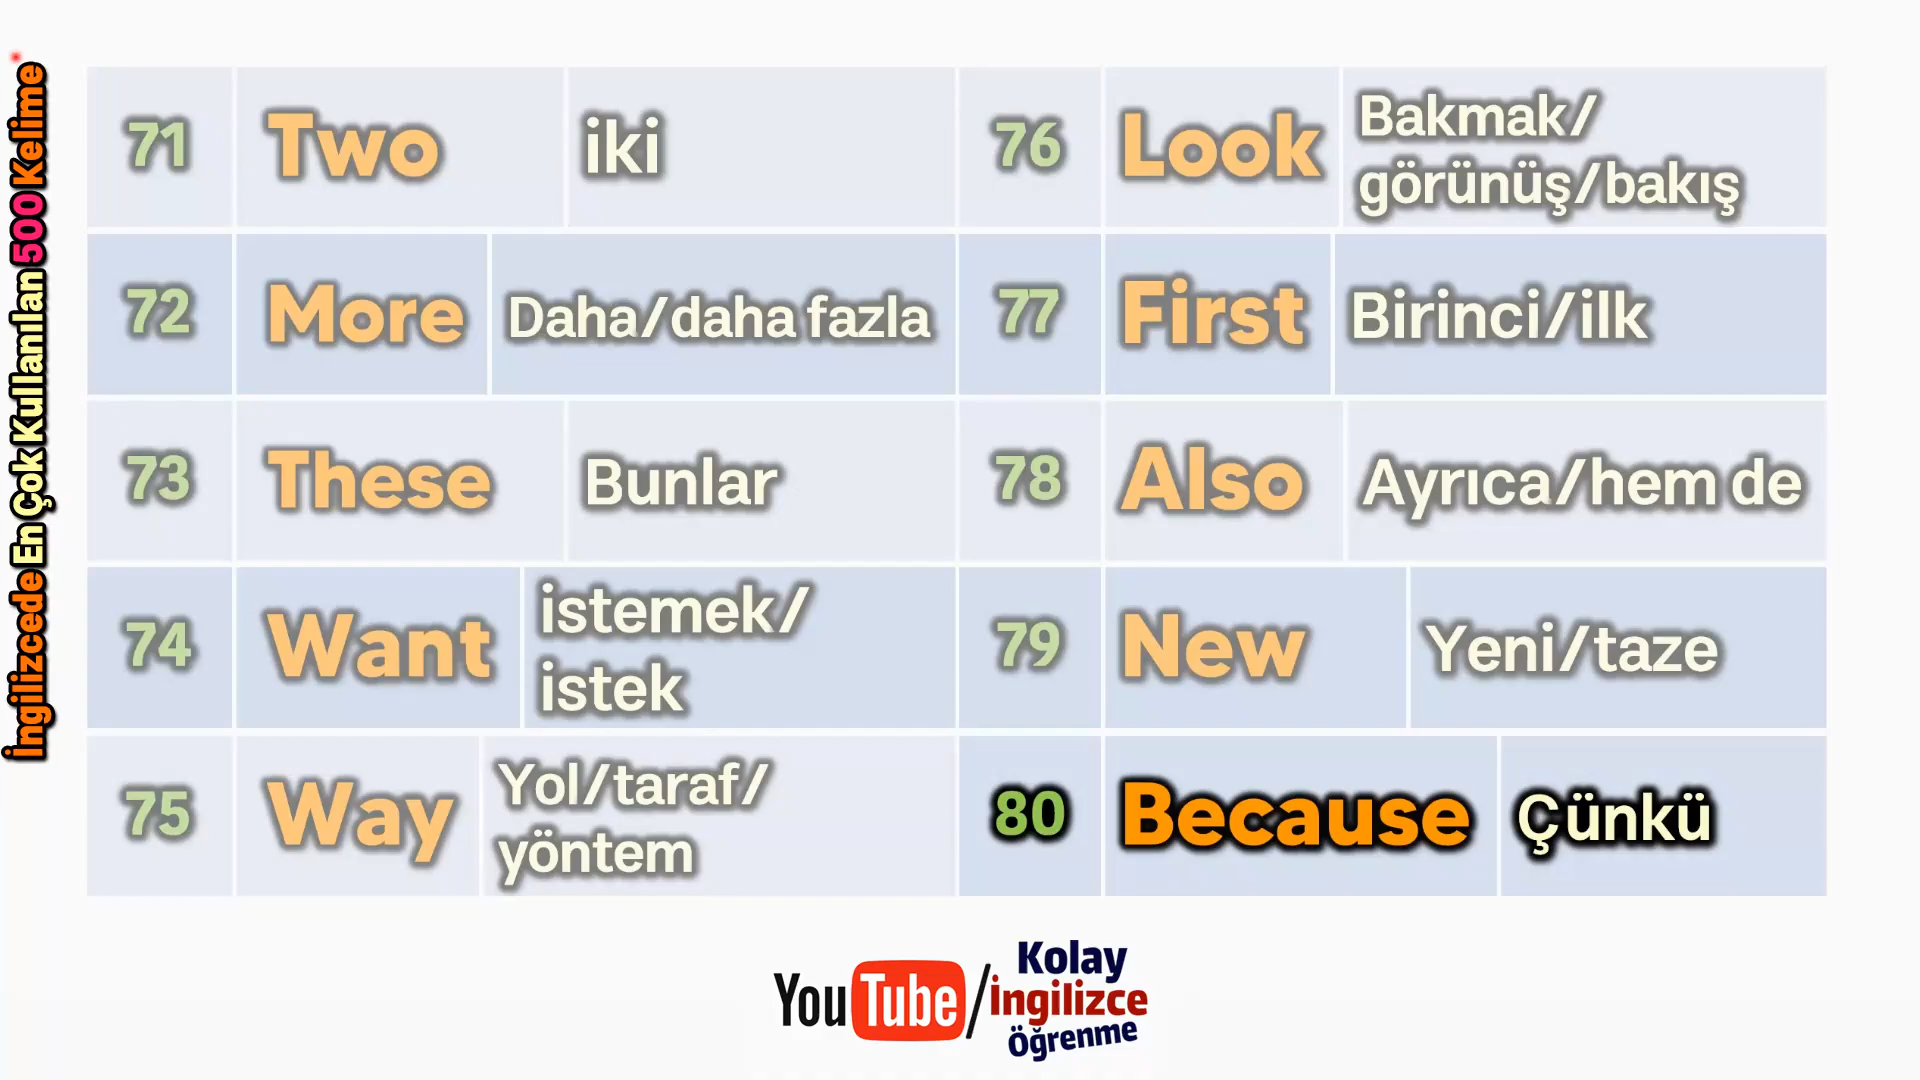 İngilizcede En Çok Kullanılan 500 Kelime
71 Two iki
72 More Daha/daha fazla
73 These Bunlar
74 Want istemek/
istek
75 Way Yol/taraf/
yöntem
76 Look Bakmak/
görünüş/bakış
77 First Birinci/ilk
78 Also Ayrıca/hem de
79 New Yeni/taze
80 Because Çünkü
YouTube/Kolay
İngilizce
Öğrenme